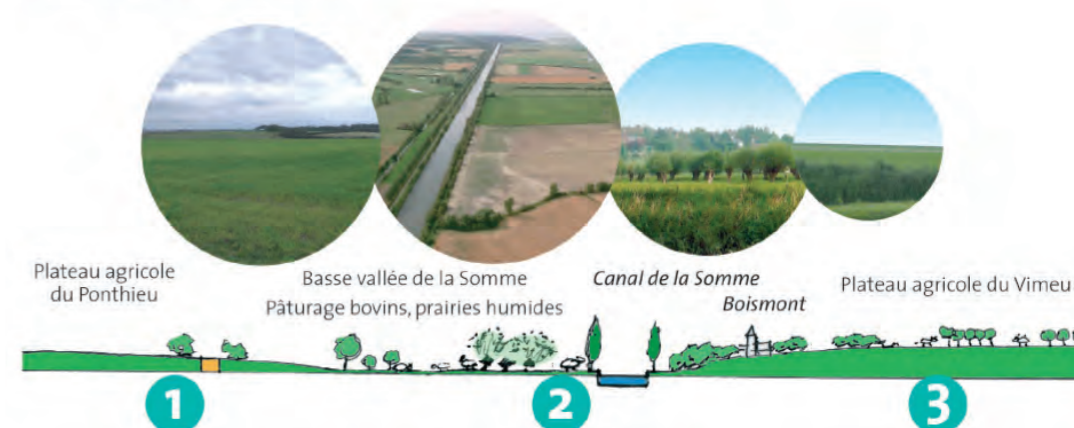 Plateau agricole
du Ponthieu
Basse vallée de la Somme
Pâturage bovins, prairies humides
Canal de la Somme
Boismont
Plateau agricole du Vimeu
1
2
3